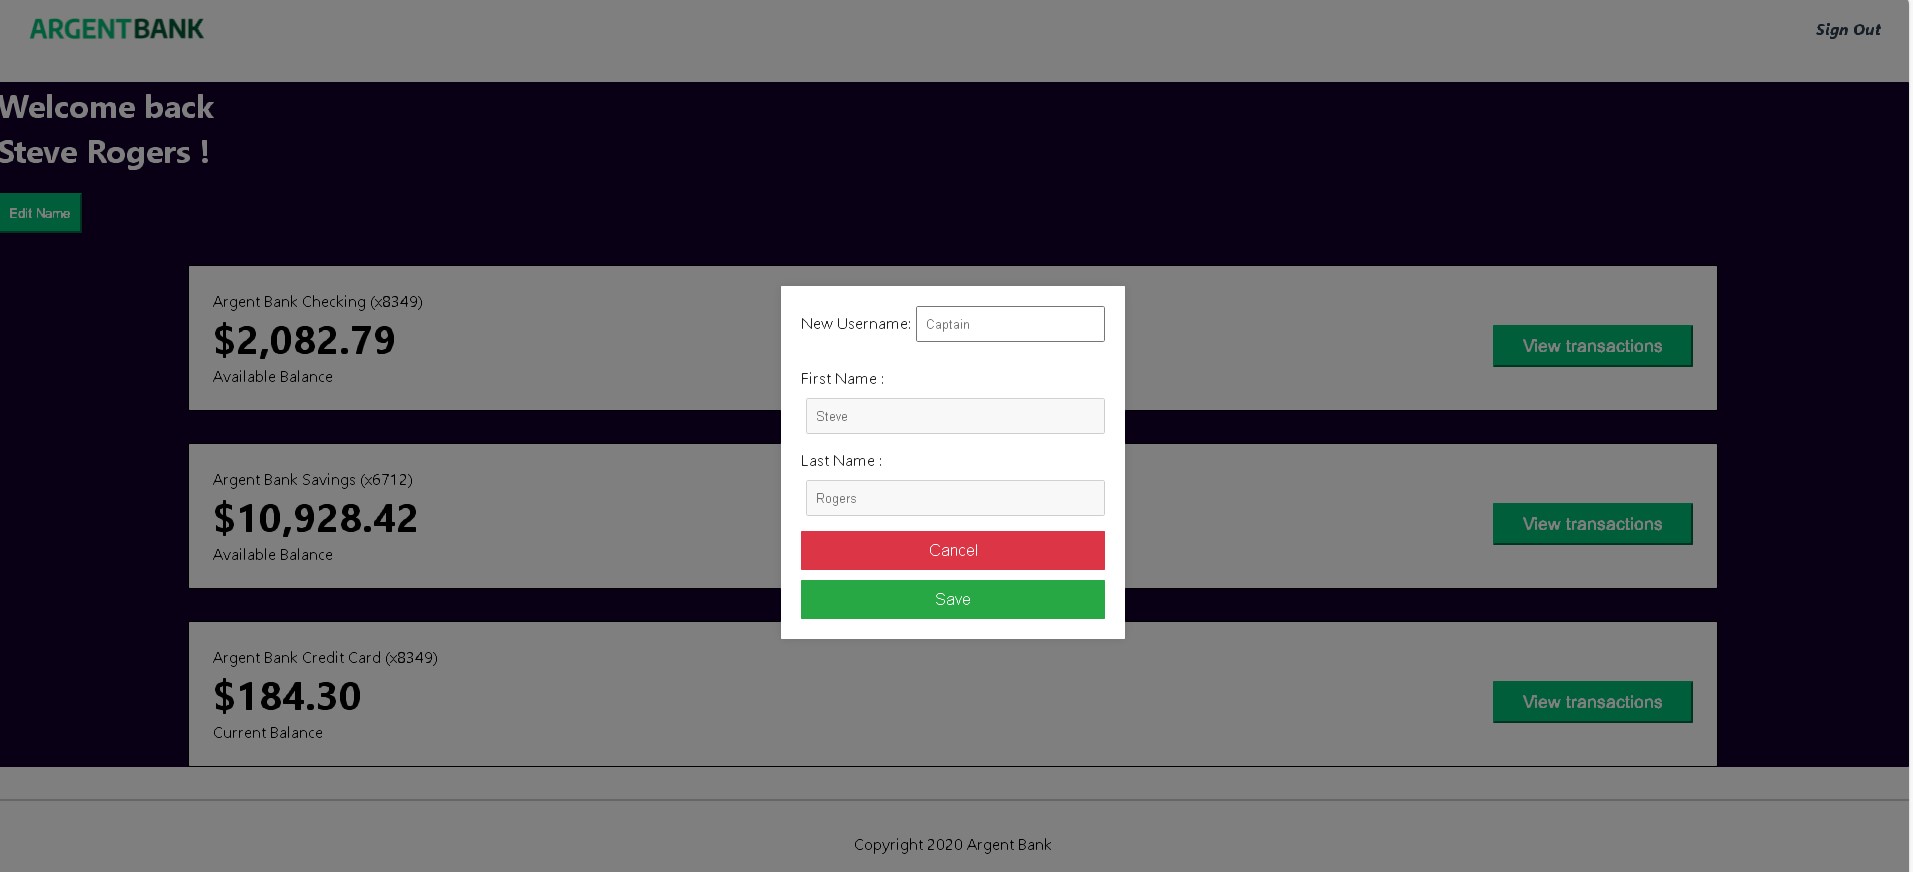 ARGENTBANK
Sign Out
Welcome back
Steve Rogers !
Edit Name
Argent Bank Checking (x8349)
$2,082.79
Available Balance
View transactions
New Username: Captain
First Name :
Steve
Last Name :
Rogers
Cancel
Save
Argent Bank Savings (x6712)
$10,928.42
Available Balance
View transactions
Argent Bank Credit Card (x8349)
$184.30
Current Balance
View transactions
Copyright 2020 Argent Bank